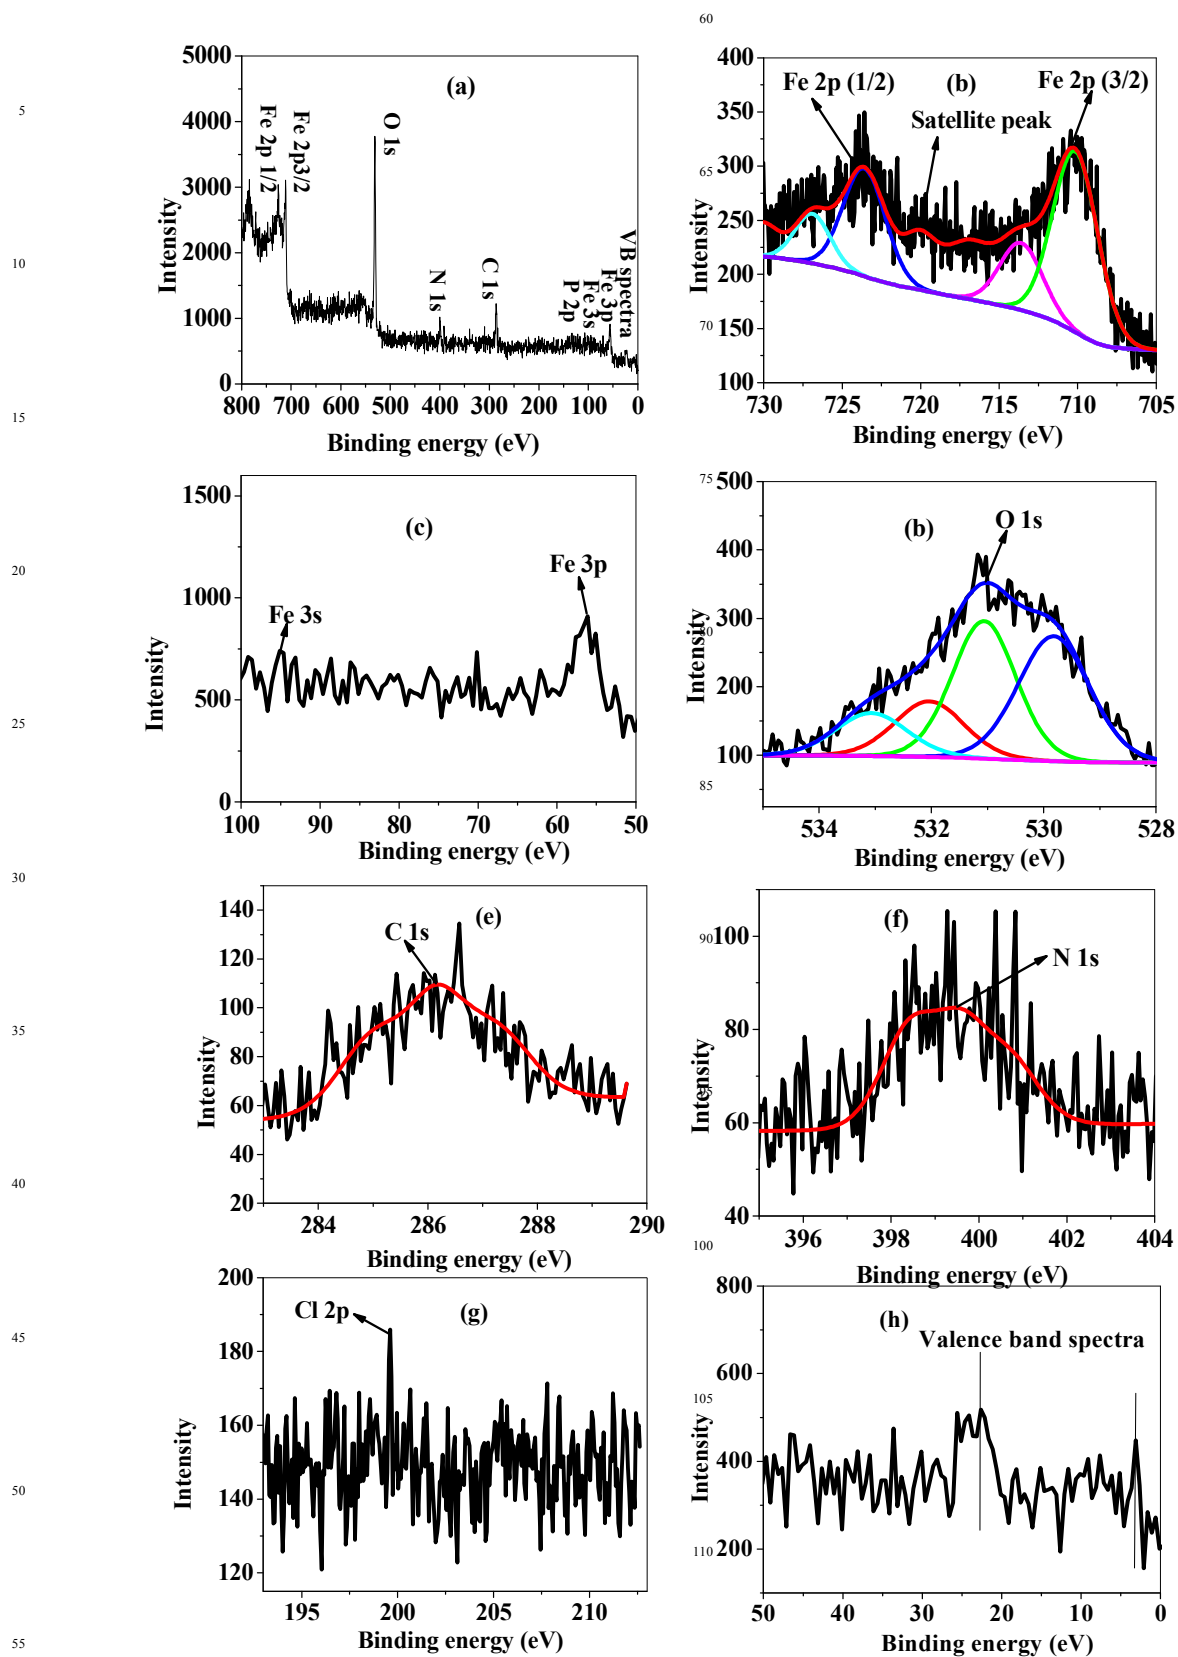 60
5
10
15
20
25
30
35
40
45
50
55
65
70
75
80
85
90
95
100
105
110
(a)
5000
4000
3000
2000
1000
0
Intensity
Fe 2p 1/2
Fe 2p3/2
O 1s
N 1s
C 1s
P 2p
Fe 3s
Fe 3p
VB spectra
800 700 600 500 400 300 200 100 0
Binding energy (eV)
(b)
400
350
300
250
200
150
100
Intensity
Fe 2p (1/2)
Satellite peak
Fe 2p (3/2)
730 725 720 715 710 705
Binding energy (eV)
(c)
1500
1000
500
0
Intensity
Fe 3s
Fe 3p
100 90 80 70 60 50
Binding energy (eV)
(b)
500
400
300
200
100
Intensity
O 1s
534 532 530 528
Binding energy (eV)
(e)
140
120
100
80
60
40
20
Intensity
C 1s
284 286 288 290
Binding energy (eV)
(f)
100
80
60
40
Intensity
N 1s
396 398 400 402 404
Binding energy (eV)
(g)
200
180
160
140
120
Intensity
Cl 2p
195 200 205 210
Binding energy (eV)
(h)
800
600
400
200
Intensity
Valence band spectra
50 40 30 20 10 0
Binding energy (eV)